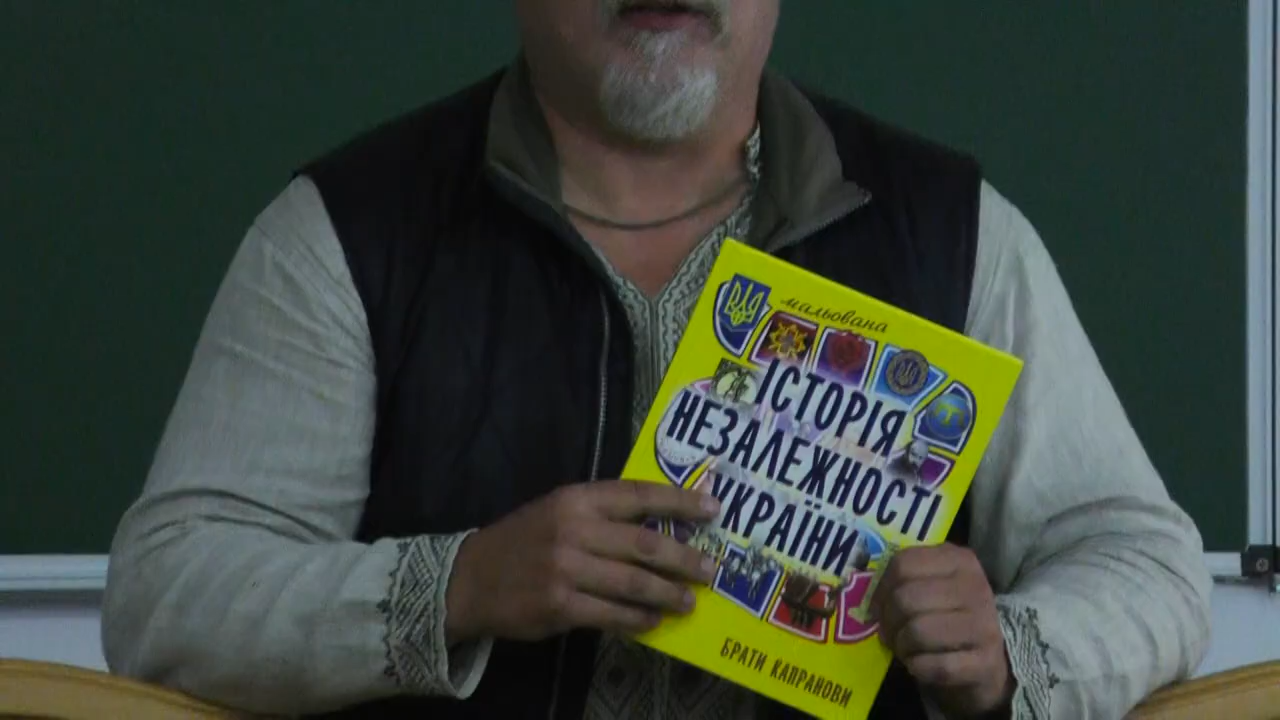 мальована
ІСТОРІЯ
НЕЗАЛЕЖНОСТІ
УКРАЇНИ
БРАТИ КАПРАНОВИ